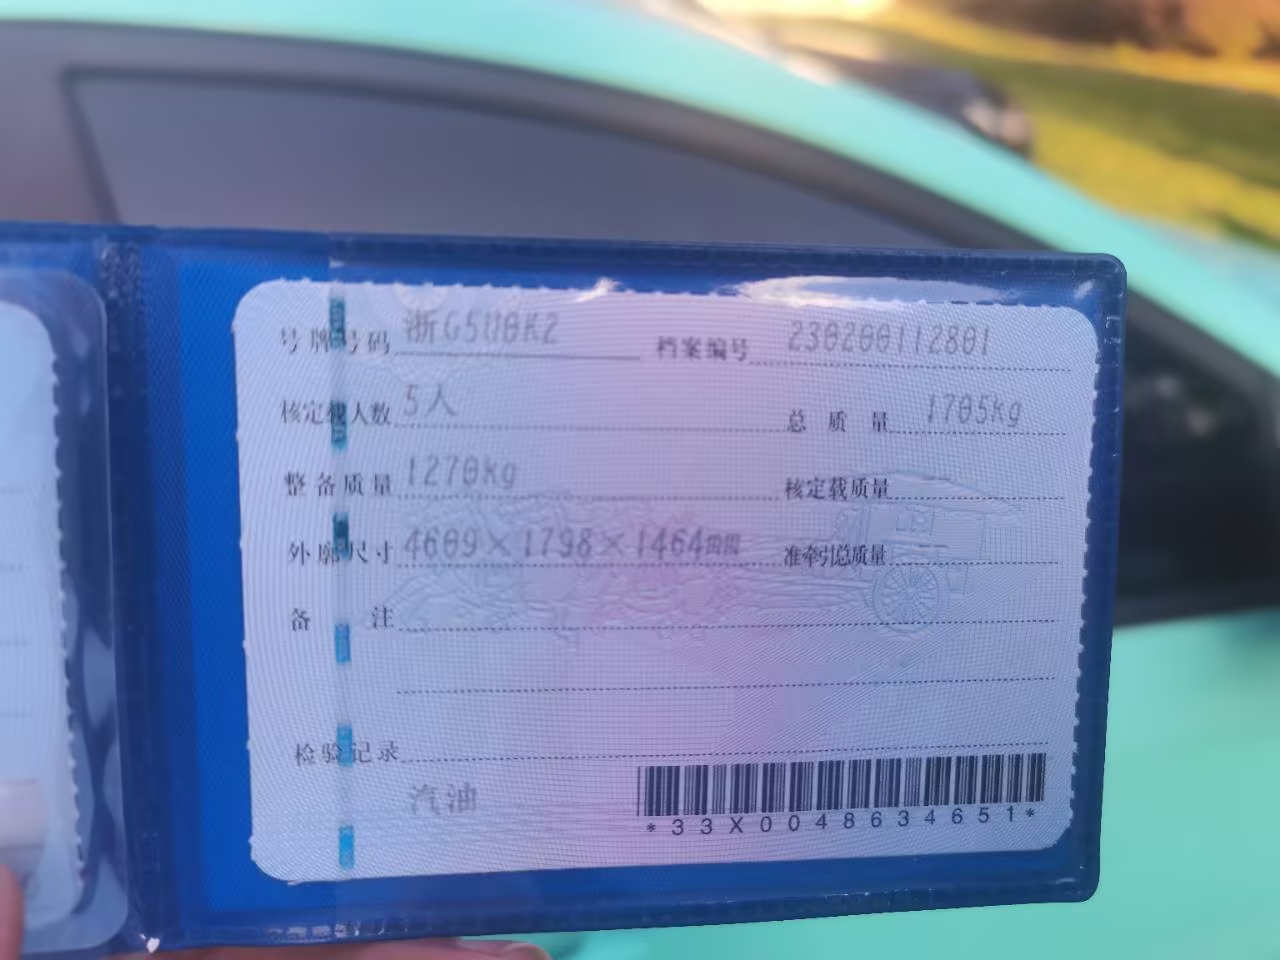 号牌号码 浙G5U0K2 档案编号 230200112801
核定载人数 5人 总质量 1705kg
整备质量 1270kg 核定载质量
外廓尺寸 4609×1798×1464mm 准牵引总质量
备注
检验记录
汽油
*33X0048634651*